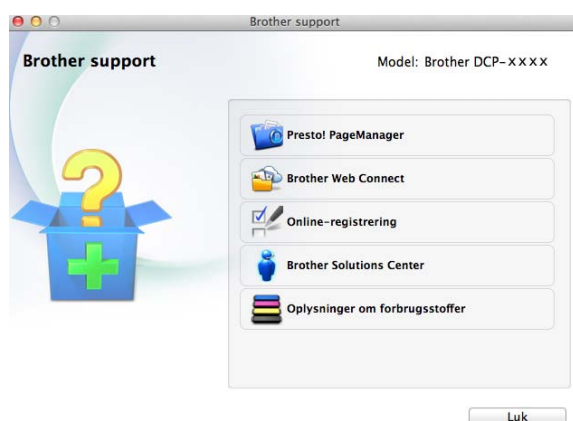 Brother support
Brother support
Model: Brother DCP-XXXX
Presto! PageManager
Brother Web Connect
Online-registrering
Brother Solutions Center
Oplysninger om forbrugsstoffer
Luk